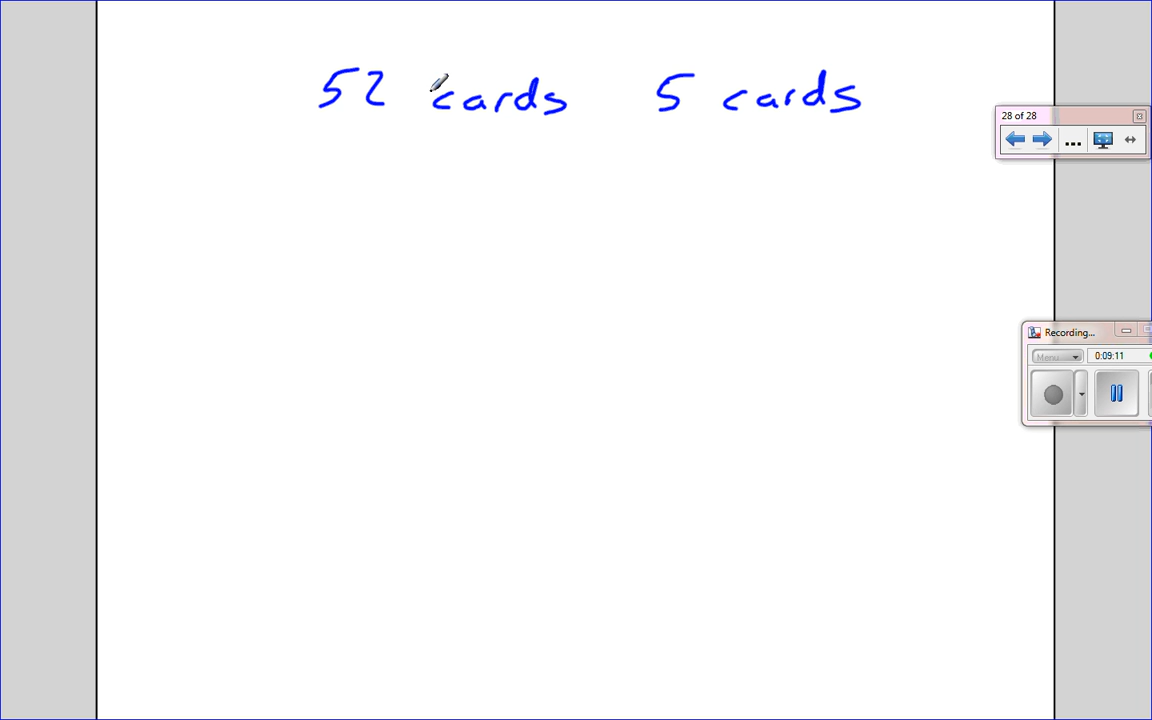 52 cards 5 cards
28 of 28
...
Recording...
Menu
0:09:11